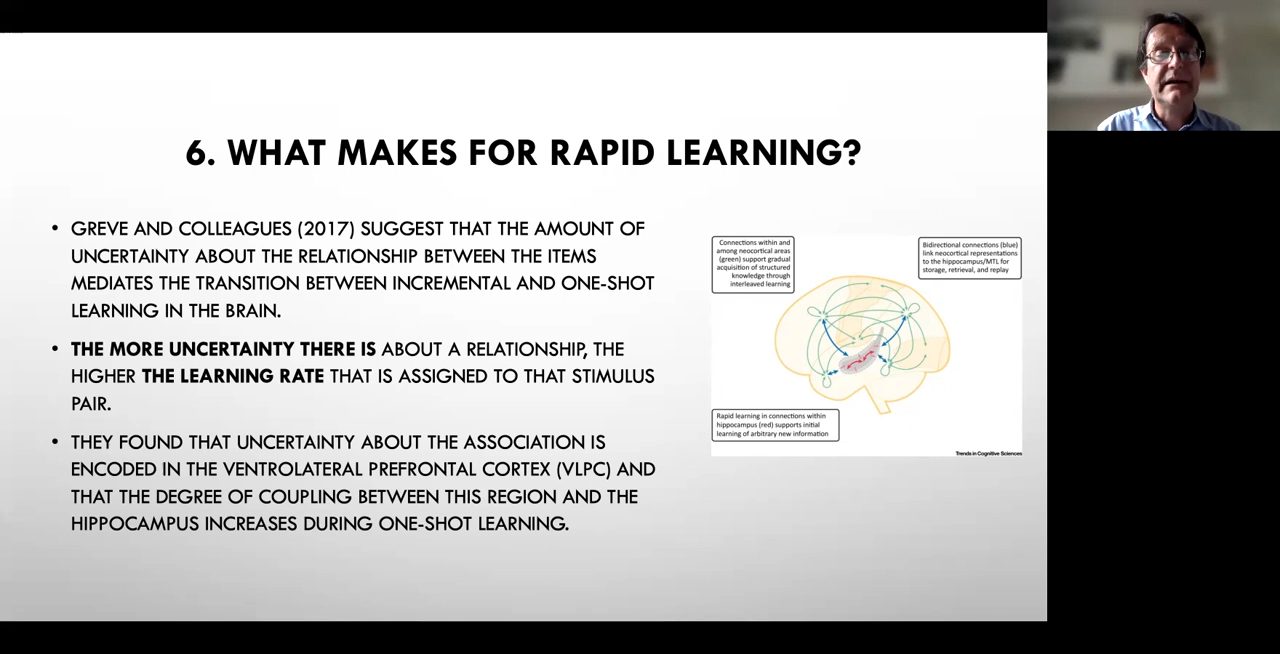 6. WHAT MAKES FOR RAPID LEARNING?
• GREVE AND COLLEAGUES (2017) SUGGEST THAT THE AMOUNT OF
UNCERTAINTY ABOUT THE RELATIONSHIP BETWEEN THE ITEMS
MEDIATES THE TRANSITION BETWEEN INCREMENTAL AND ONE-SHOT
LEARNING IN THE BRAIN.
• THE MORE UNCERTAINTY THERE IS ABOUT A RELATIONSHIP, THE
HIGHER THE LEARNING RATE THAT IS ASSIGNED TO THAT STIMULUS
PAIR.
• THEY FOUND THAT UNCERTAINTY ABOUT THE ASSOCIATION IS
ENCODED IN THE VENTROLATERAL PREFRONTAL CORTEX (VLPC) AND
THAT THE DEGREE OF COUPLING BETWEEN THIS REGION AND THE
HIPPOCAMPUS INCREASES DURING ONE-SHOT LEARNING.
Connections within and
among neocortical areas
(green) support gradual
acquisition of structured
knowledge through
interleaved learning
Bidirectional connections (blue)
link neocortical representations
to the hippocampus/MTL for
storage, retrieval, and replay
Rapid learning in connections within
hippocampus (red) supports initial
learning of arbitrary new information
Trends in Cognitive Sciences